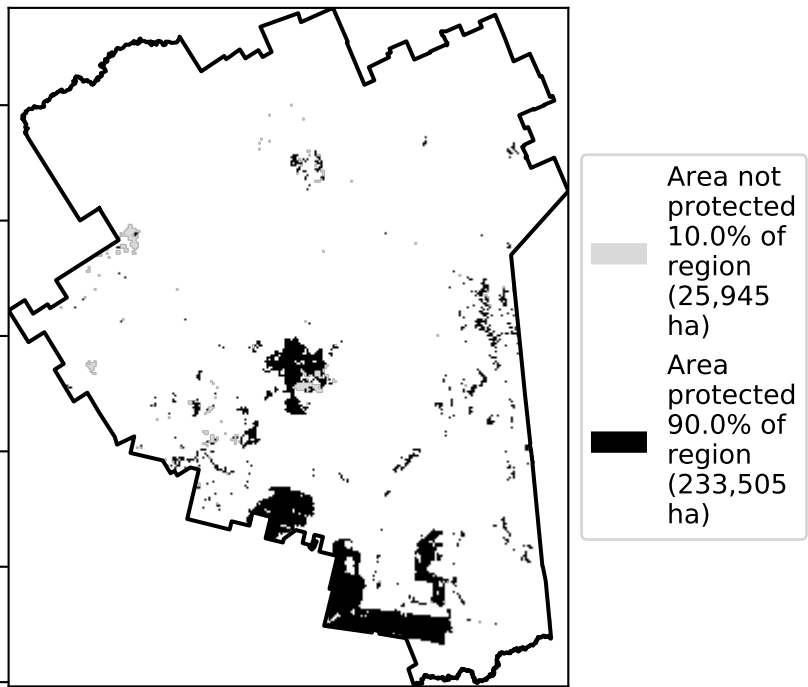 Area not
protected
10.0% of
region
(25,945
ha)
Area
protected
90.0% of
region
(233,505
ha)